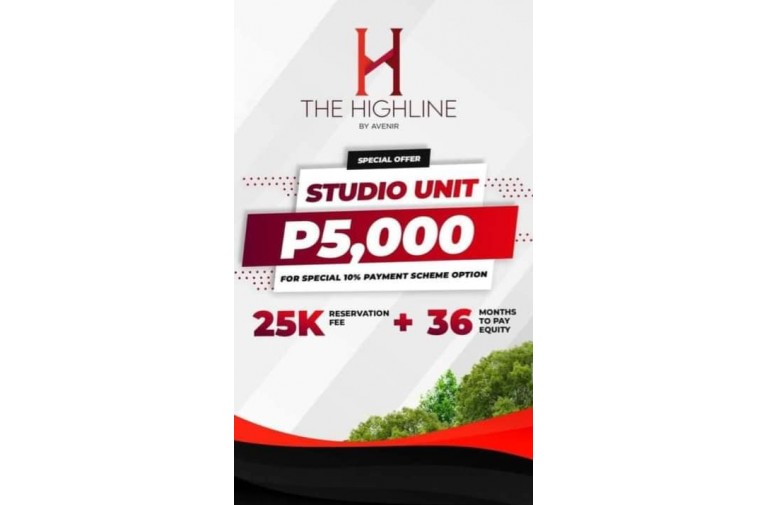 H
THE HIGHLINE
BY AVENIR
SPECIAL OFFER
STUDIO UNIT
P5,000
FOR SPECIAL 10% PAYMENT SCHEME OPTION
25K RESERVATION FEE + 36 MONTHS TO PAY EQUITY